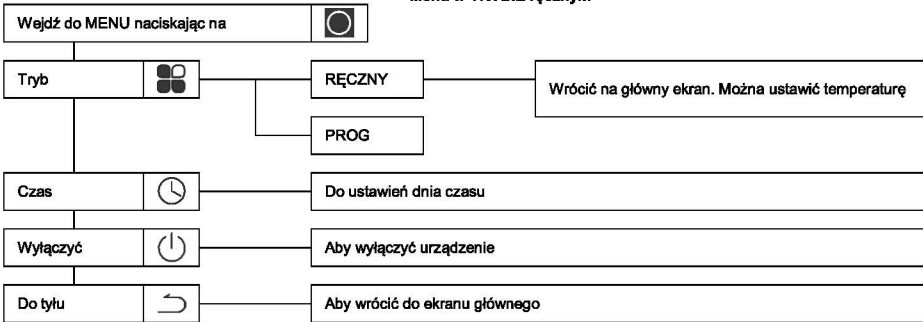 Wejdź do MENU naciskając na
Tryb
RĘCZNY
Wrócić na główny ekran. Można ustawić temperaturę
PROG
Czas
Do ustawień dnia czasu
Wyłączyć
Aby wyłączyć urządzenie
Do tyłu
Aby wrócić do ekranu głównego